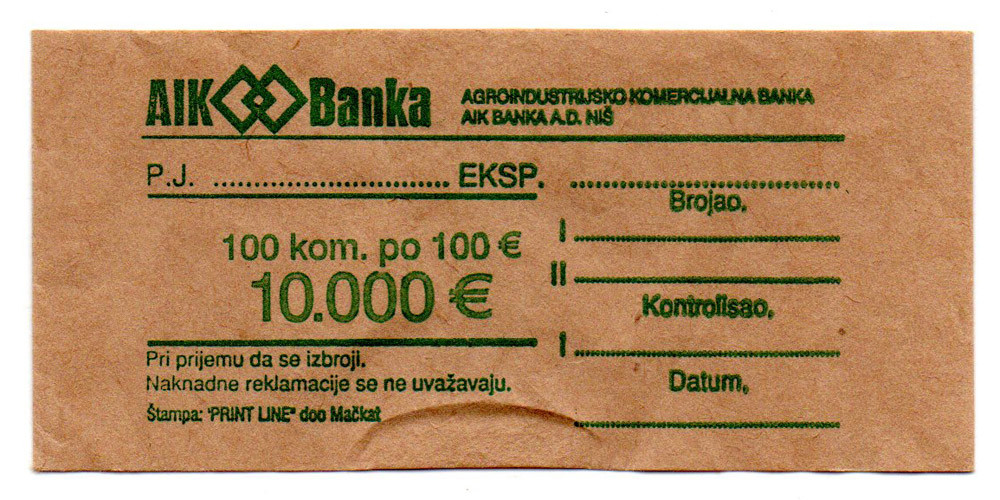 AIK Banka
AGROINDUSTRIJSKO KOMERCIJALNA BANKA
AIK BANKA A.D. NIŠ
P.J. .............................. EKSP. ..............................
Brojao,
100 kom. po 100 €
I ..............................
10.000 €
II ..............................
Kontrolisao,
I ..............................
Pri prijemu da se izbroji.
Naknadne reklamacije se ne uvažavaju.
Datum,
Štampa: "PRINT LINE" doo Mačkat
..............................